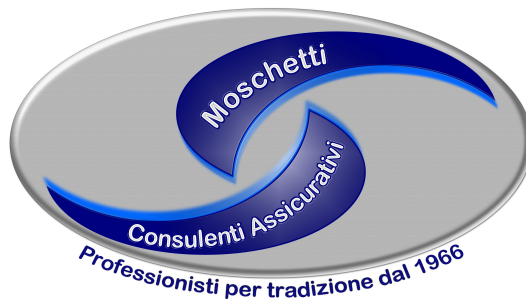 Moschetti
Consulenti Assicurativi
Professionisti per tradizione dal 1966